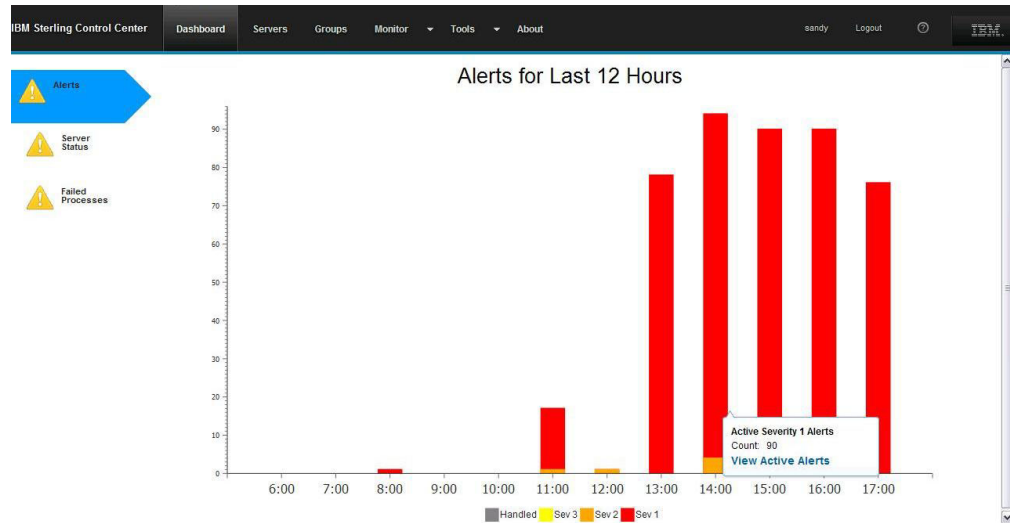 IBM Sterling Control Center Dashboard Servers Groups Monitor Tools About sandy Logout ? IBM.
Alerts
Server
Status
Failed
Processes
Alerts for Last 12 Hours
90
80
70
60
50
40
30
20
10
0
Active Severity 1 Alerts
Count: 90
View Active Alerts
6:00 7:00 8:00 9:00 10:00 11:00 12:00 13:00 14:00 15:00 16:00 17:00
Handled Sev 3 Sev 2 Sev 1